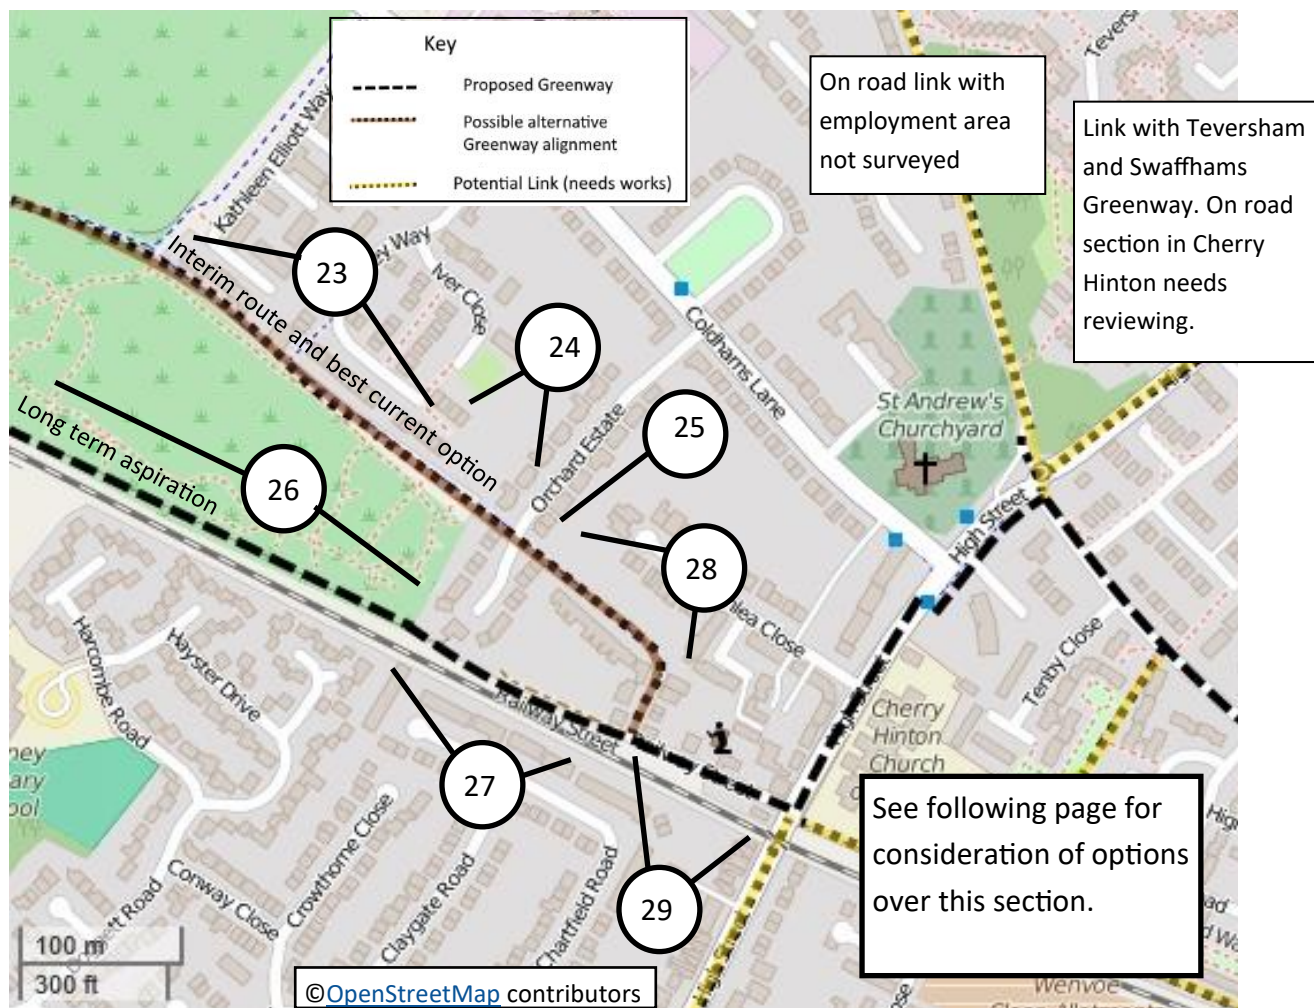 Key
Proposed Greenway
Possible alternative
Greenway alignment
Potential Link (needs works)
On road link with
employment area
not surveyed
Link with Teversham
and Swaffhams
Greenway. On road
section in Cherry
Hinton needs
reviewing.
Kathleen Elliott Way
Iver Close
Interim route and best current option
Long term aspiration
23
24
25
26
27
28
29
Coldhams Lane
Orchard Estate
St Andrew's
Churchyard
High Street
Tenby Close
Close
Railway Street
Harcombe Road
Hayster Drive
Conway Close
Crowthorne Close
Claygate Road
Chartfield Road
Road
Cherry
Hinton
Church
See following page for
consideration of options
over this section.
100 m
300 ft
©OpenStreetMap contributors
Wenvoe